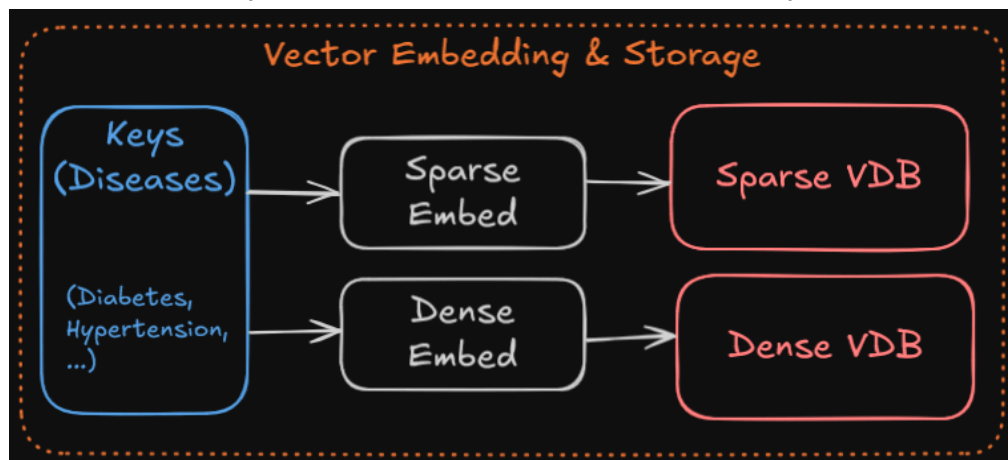 Vector Embedding & Storage
Keys
(Diseases)
(Diabetes,
Hypertension,
...)
Sparse
Embed
Sparse VDB
Dense
Embed
Dense VDB